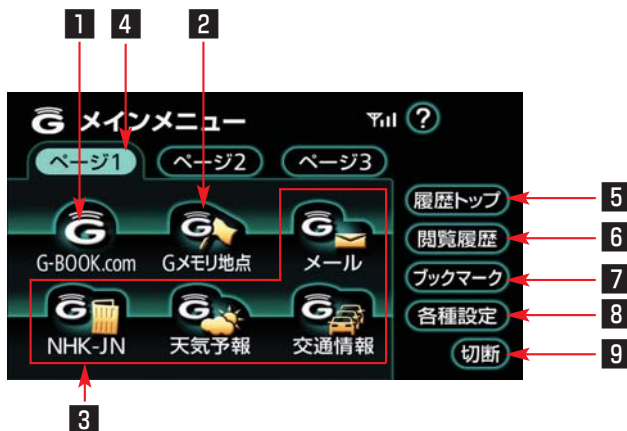 1 4 2
G メインメニュー ?
ページ1 ページ2 ページ3
履歴トップ 5
G G G
閲覧履歴 6
G-BOOK.com Gメモリ地点 メール
ブックマーク 7
G G G
各種設定 8
NHK-JN 天気予報 交通情報
切断 9
3